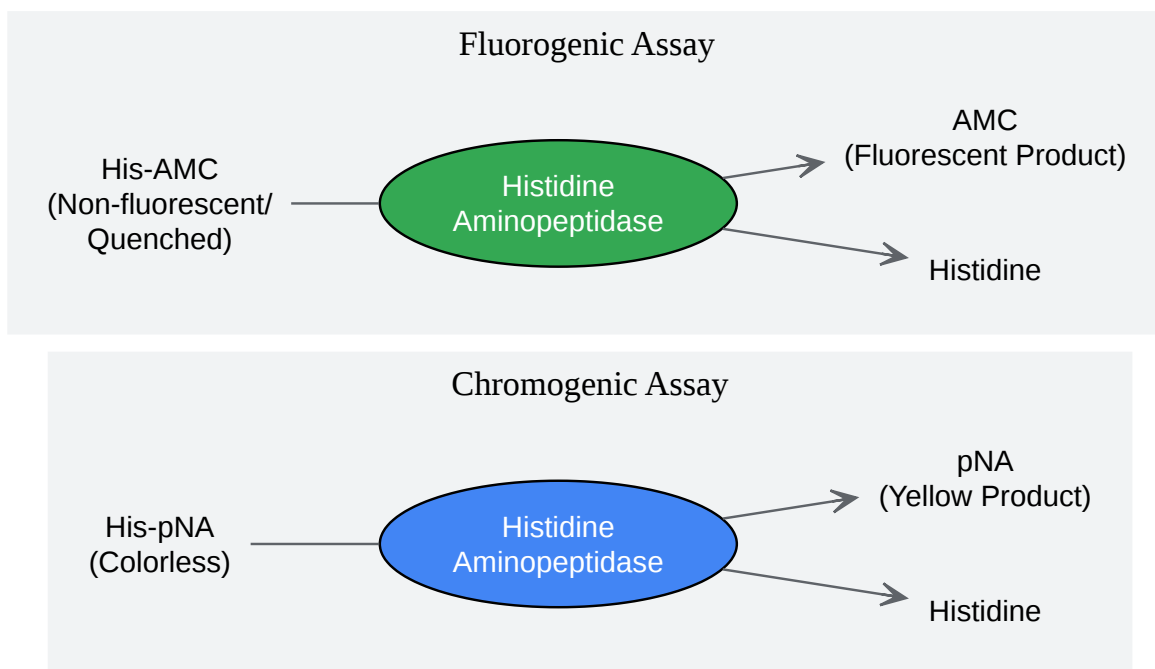 Fluorogenic Assay
His-AMC
(Non-fluorescent/
Quenched)
Histidine
Aminopeptidase
AMC
(Fluorescent Product)
Histidine
Chromogenic Assay
His-pNA
(Colorless)
Histidine
Aminopeptidase
pNA
(Yellow Product)
Histidine